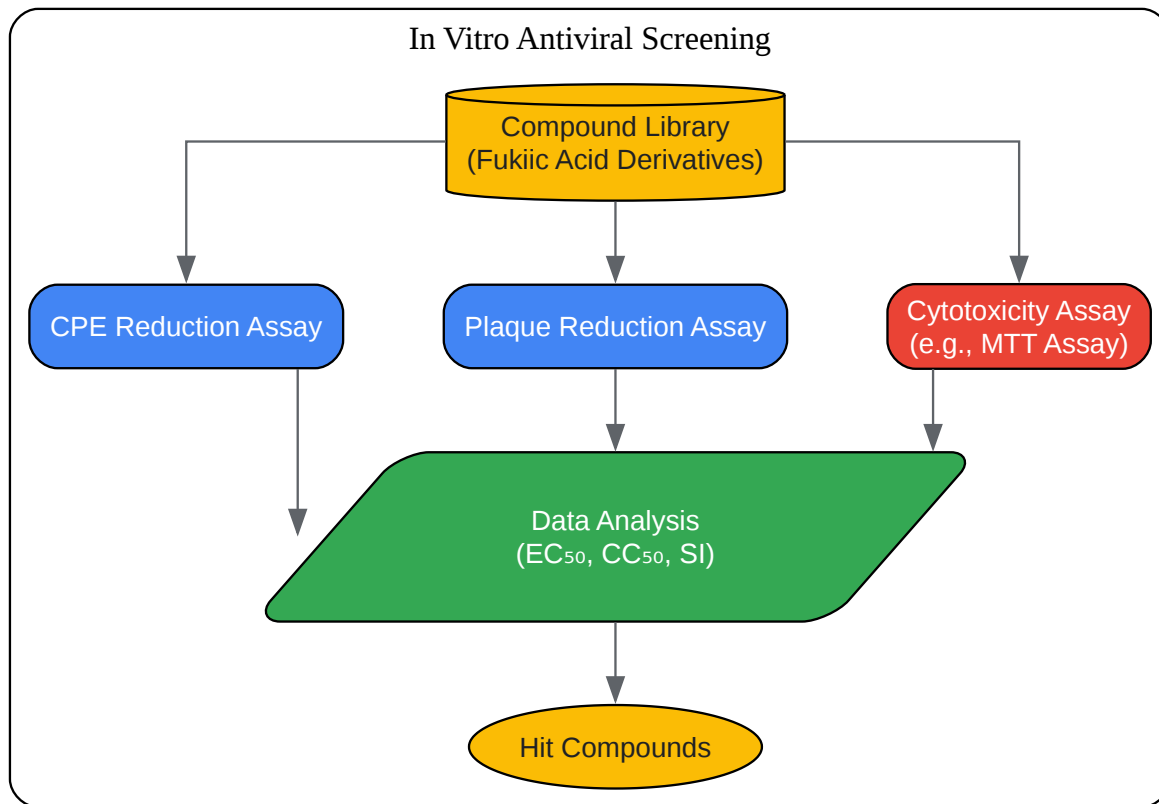 In Vitro Antiviral Screening
Compound Library
(Fukiic Acid Derivatives)
CPE Reduction Assay
Plaque Reduction Assay
Cytotoxicity Assay
(e.g., MTT Assay)
Data Analysis
(EC₅₀, CC₅₀, SI)
Hit Compounds